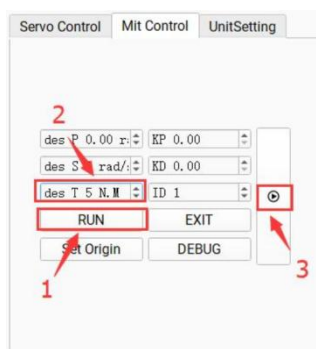 Servo Control Mit Control UnitSetting
2
des P 0.00 r KP 0.00
des S rad/: KD 0.00
des T 5 N.M ID 1
RUN EXIT
Set Origin DEBUG
3
1